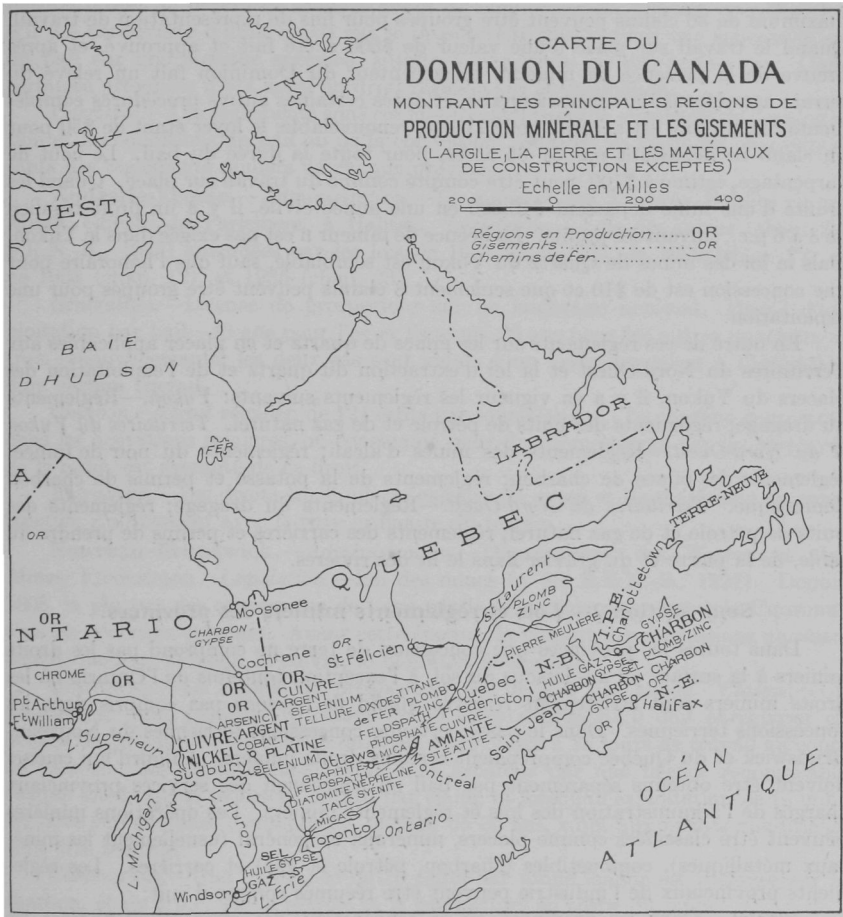 CARTE DU
DOMINION DU CANADA
MONTRANT LES PRINCIPALES RÉGIONS DE
PRODUCTION MINÉRALE ET LES GISEMENTS
(L'ARGILE, LA PIERRE ET LES MATÉRIAUX
DE CONSTRUCTION EXCEPTÉS)
Echelle en Milles
200 0 200 400
Régions en Production OR
Gisements OR
Chemins de Fer
OUEST
BAIE
D'HUDSON
FER
LABRADOR
A
OR
QUEBEC
TERRE-NEUVE
OR
NTARIO
Moosonee
CHARBON
GYPSE
Cochrane
OR
St Félicien
St Laurent
PLOMB
ZINC
PIERRE MEULIERE
P.E.
Charlottetown
GYPSE
CHARBON
SEL PLOMB-ZINC
N-B.
HUILE GAZ
CHARBON GYPSE
CHARBON CHARBON
GYPSE OR
N-E.
Halifax
OR
CHROME
OR
Pt Arthur
Ft William
L. Supérieur
OR OR
OR OR
ARSENIC
CUIVRE ARGENT
NICKEL COBALT
Sudbury
PLATINE
SELENIUM
CUIVRE
ARGENT
SELENIUM
TELLURE
OXYDES
de FER
TITANE
PLOMB
ZINC
FELDSPATH
PHOSPHATE CUIVRE
MICA
AMIANTE
STEATITE
Québec
Fredericton
Saint Jean
Montréal
Ottawa
GRAPHITE
FELDSPATH
DIATOMITE NEPHELINE
TALC SYENITE
MICA
Toronto
L. Ontario
L. Michigan
L. Huron
SEL
HUILE GYPSE
GAZ
Windsor
L. Erié
OCÉAN
ATLANTIQUE